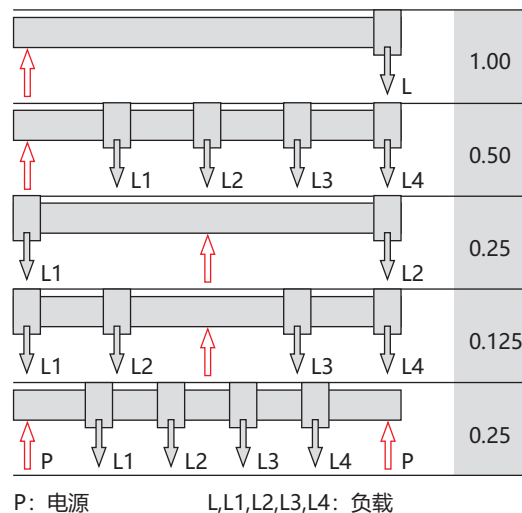 L 1.00
L1 L2 L3 L4 0.50
L1 L2 0.25
L1 L2 L3 L4 0.125
P L1 L2 L3 L4 P 0.25
P：电源 L,L1,L2,L3,L4：负载